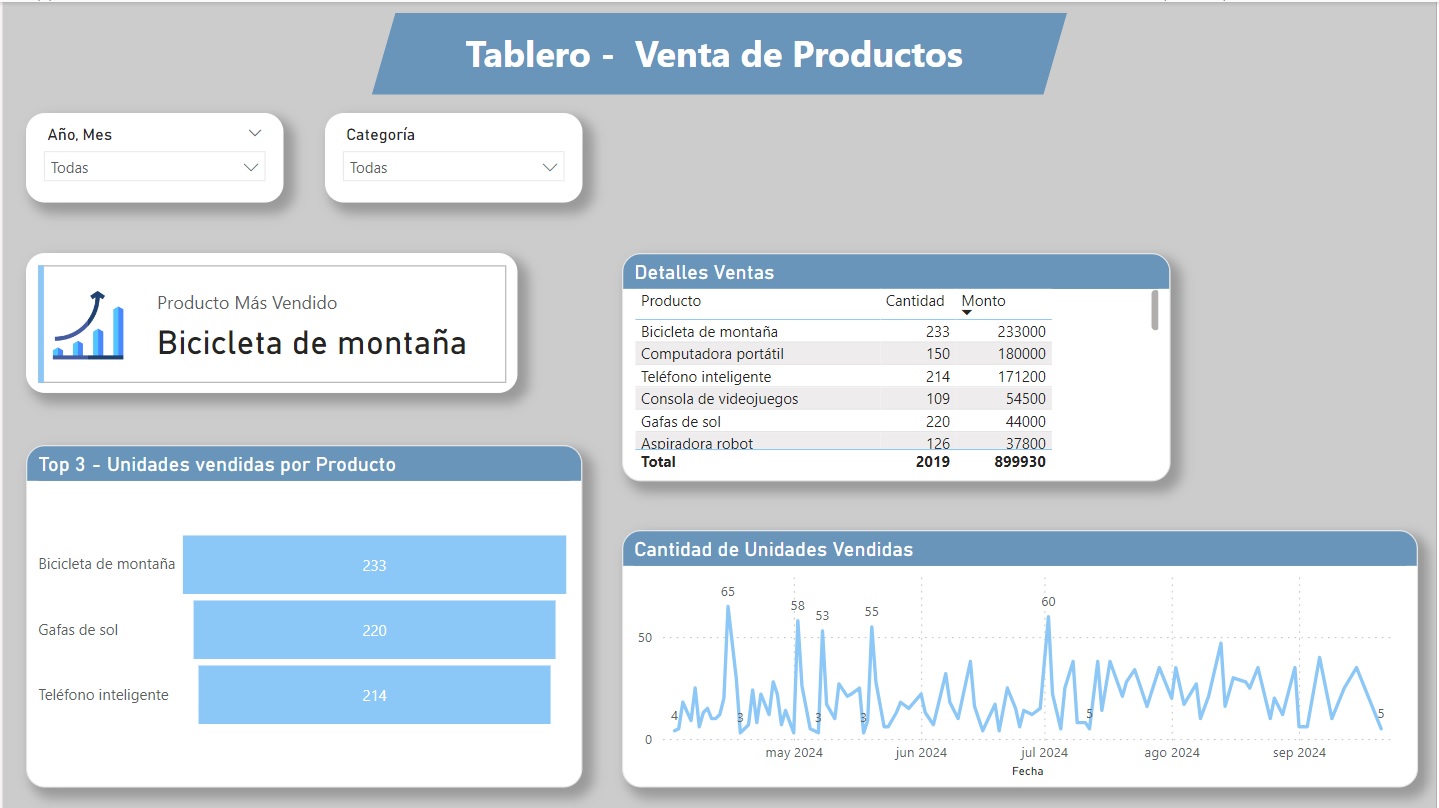 Tablero - Venta de Productos
Año, Mes
Todas
Categoría
Todas
Producto Más Vendido
Bicicleta de montaña
Detalles Ventas
Producto Cantidad Monto
Bicicleta de montaña 233 233000
Computadora portátil 150 180000
Teléfono inteligente 214 171200
Consola de videojuegos 109 54500
Gafas de sol 220 44000
Aspiradora robot 126 37800
Total 2019 899930
Top 3 - Unidades vendidas por Producto
Bicicleta de montaña 233
Gafas de sol 220
Teléfono inteligente 214
Cantidad de Unidades Vendidas
65
58
53
55
60
50
4
3
3
3
5
5
0
may 2024 jun 2024 jul 2024 ago 2024 sep 2024
Fecha